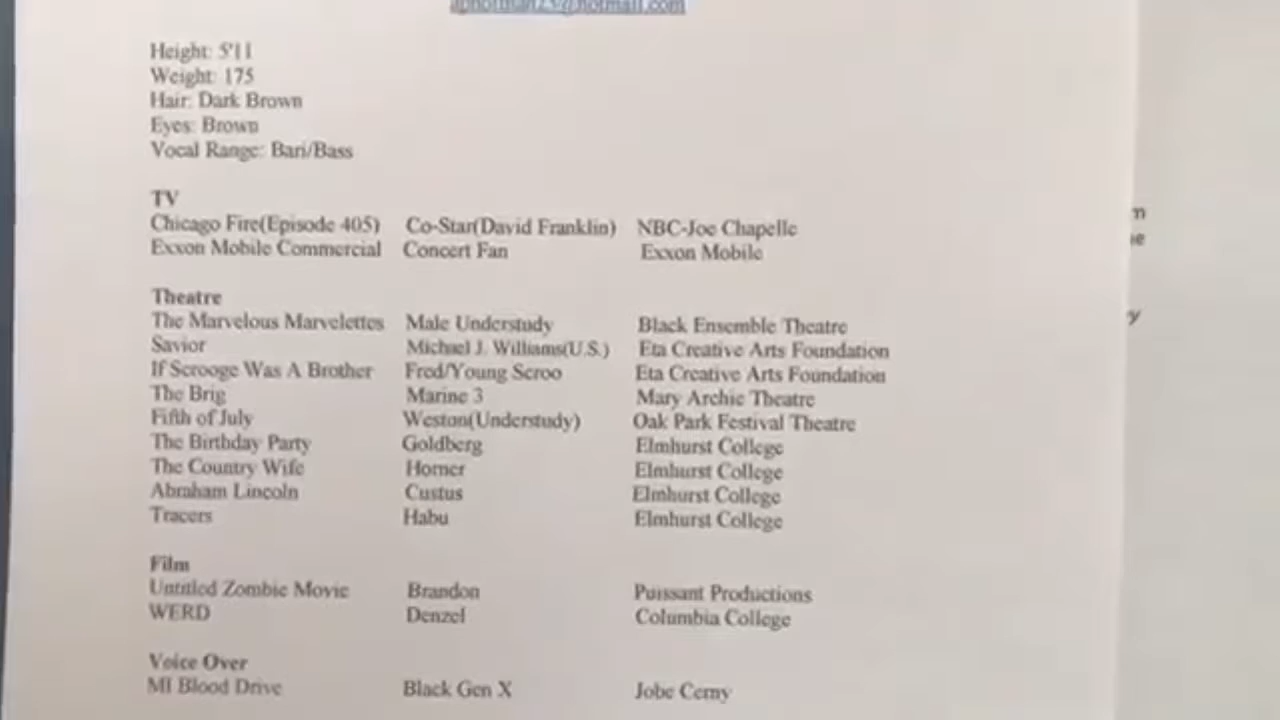 Height: 5'11
Weight: 175
Hair: Dark Brown
Eyes: Brown
Vocal Range: Bari/Bass
TV
Chicago Fire(Episode 405) Co-Star(David Franklin) NBC-Joe Chapelle
Exxon Mobile Commercial Concert Fan Exxon Mobile
Theatre
The Marvelous Marvelettes Male Understudy Black Ensemble Theatre
Savior Michael J. Williams(U.S.) Eta Creative Arts Foundation
If Scrooge Was A Brother Fred/Young Scroo Eta Creative Arts Foundation
The Brig Marine 3 Mary Archie Theatre
Fifth of July Weston(Understudy) Oak Park Festival Theatre
The Birthday Party Goldberg Elmhurst College
The Country Wife Horner Elmhurst College
Abraham Lincoln Custus Elmhurst College
Tracers Habu Elmhurst College
Film
Untitled Zombie Movie Brandon Puissant Productions
WERD Denzel Columbia College
Voice Over
MI Blood Drive Black Gen X Jobe Cerny